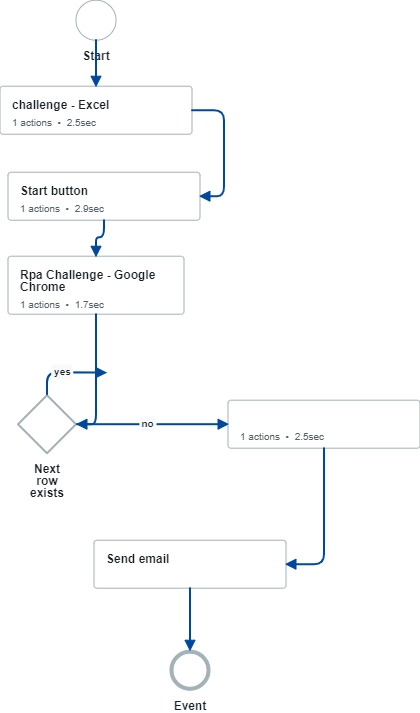 Start
challenge - Excel
1 actions • 2.5sec
Start button
1 actions • 2.9sec
Rpa Challenge - Google
Chrome
1 actions • 1.7sec
yes
no
1 actions • 2.5sec
Next
row
exists
Send email
Event